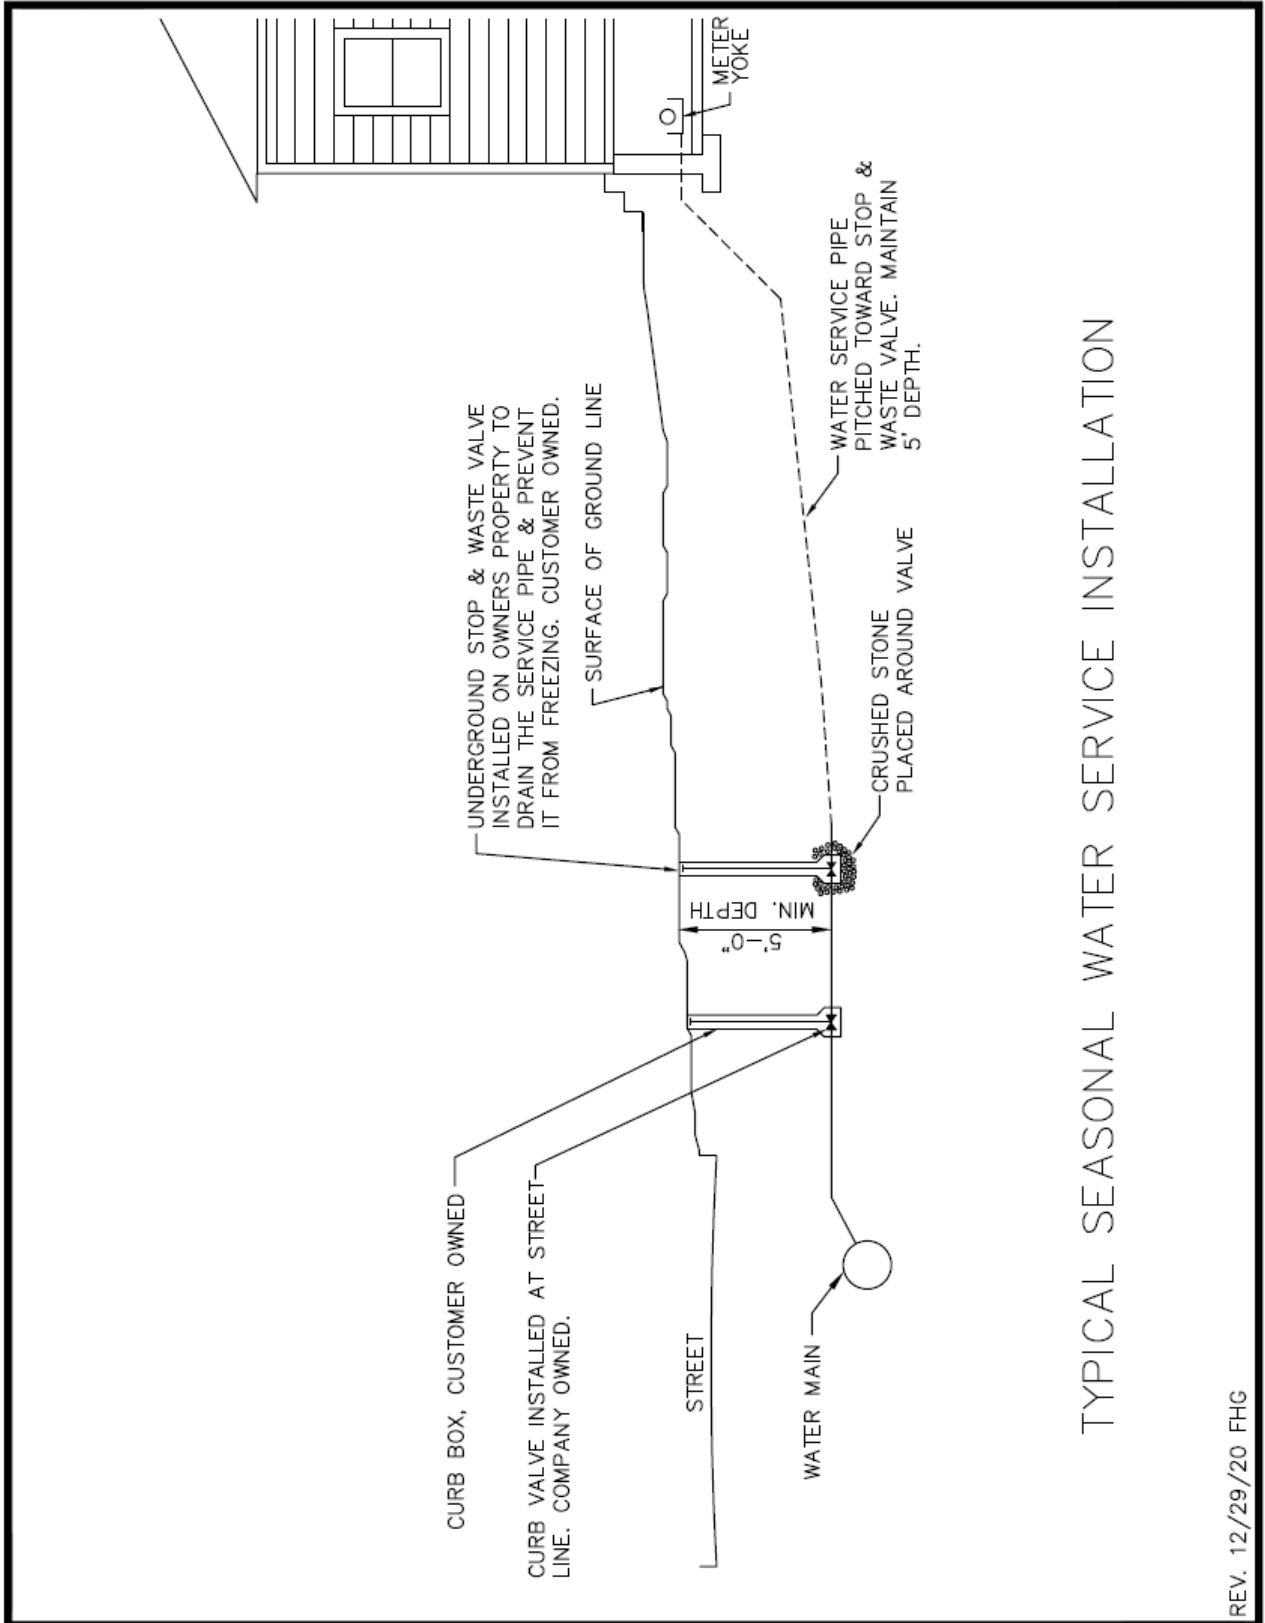 CURB BOX, CUSTOMER OWNED
CURB VALVE INSTALLED AT STREET
LINE. COMPANY OWNED.
UNDERGROUND STOP & WASTE VALVE
INSTALLED ON OWNERS PROPERTY TO
DRAIN THE SERVICE PIPE & PREVENT
IT FROM FREEZING. CUSTOMER OWNED.
SURFACE OF GROUND LINE
METER
YOKE
STREET
5'-0"
MIN. DEPTH
WATER MAIN
CRUSHED STONE
PLACED AROUND VALVE
WATER SERVICE PIPE
PITCHED TOWARD STOP &
WASTE VALVE. MAINTAIN
5' DEPTH.
TYPICAL SEASONAL WATER SERVICE INSTALLATION
REV. 12/29/20 FHG